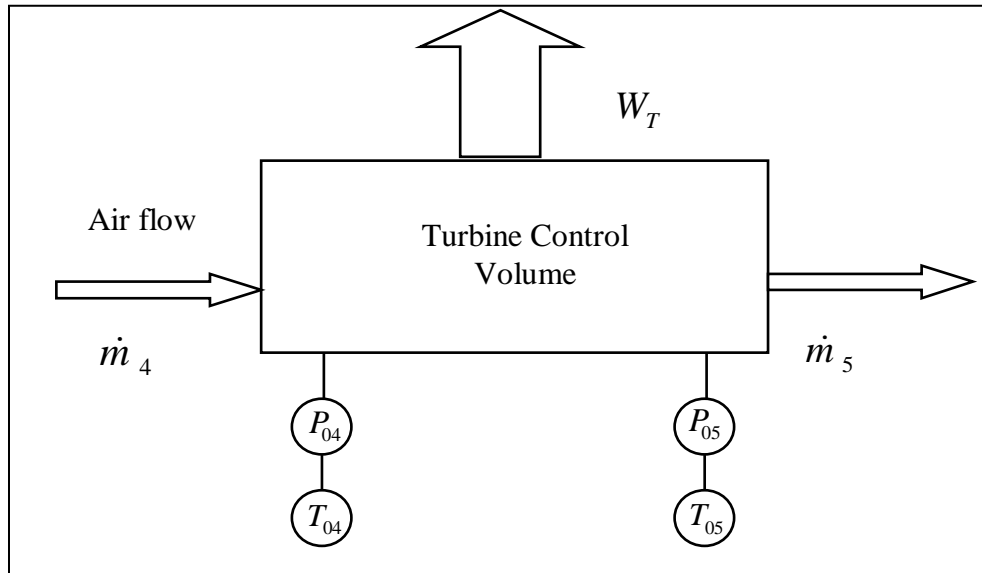 W_T
Air flow
Turbine Control
Volume
ṁ_4
ṁ_5
P_04
P_05
T_04
T_05